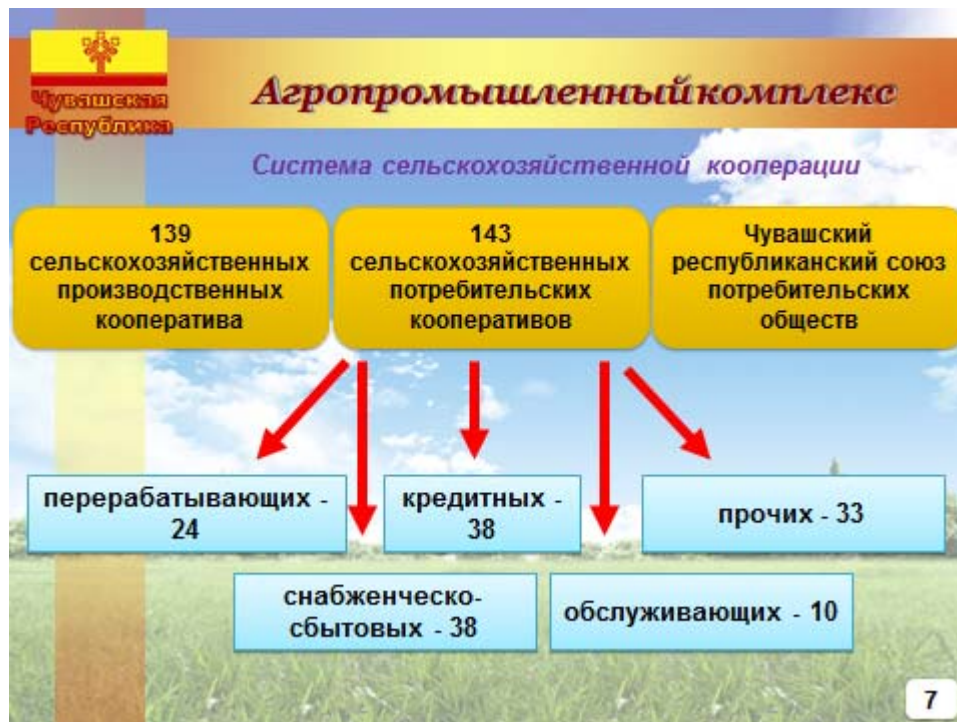 Чувашская
Республика
Агропромышленный комплекс
Система сельскохозяйственной кооперации
139
сельскохозяйственных
производственных
кооператива
143
сельскохозяйственных
потребительских
кооперативов
Чувашский
республиканский союз
потребительских
обществ
перерабатывающих -
24
кредитных -
38
прочих - 33
снабженческо-
сбытовых - 38
обслуживающих - 10
7